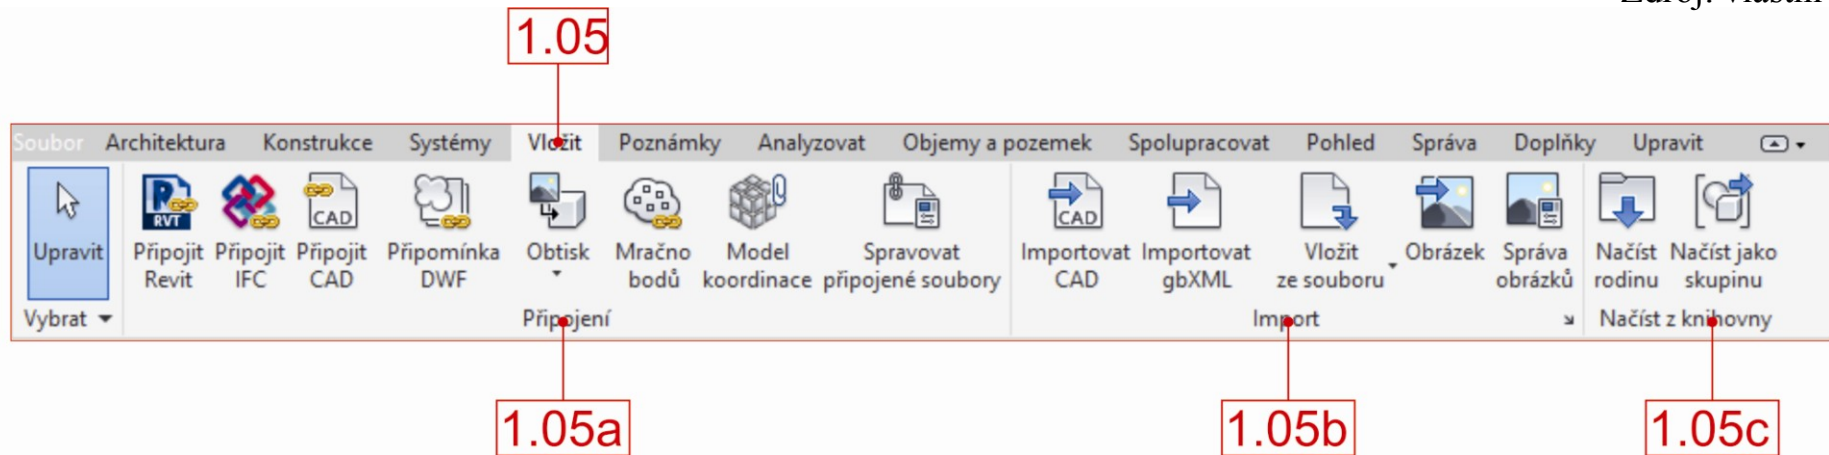 1.05
Soubor Architektura Konstrukce Systémy Vložit Poznámky Analyzovat Objemy a pozemek Spolupracovat Pohled Správa Doplňky Upravit
Upravit Připojit Připojit Připojit Připomínka Obtisk Mračno Model Spravovat Importovat Importovat Vložit Obrázek Správa Načíst Načíst jako
Revit IFC CAD DWF bodů koordinace připojené soubory CAD gbXML ze souboru obrázků rodinu skupinu
RVT CAD CAD
Vybrat Připojení Import Načíst z knihovny
1.05a 1.05b 1.05c